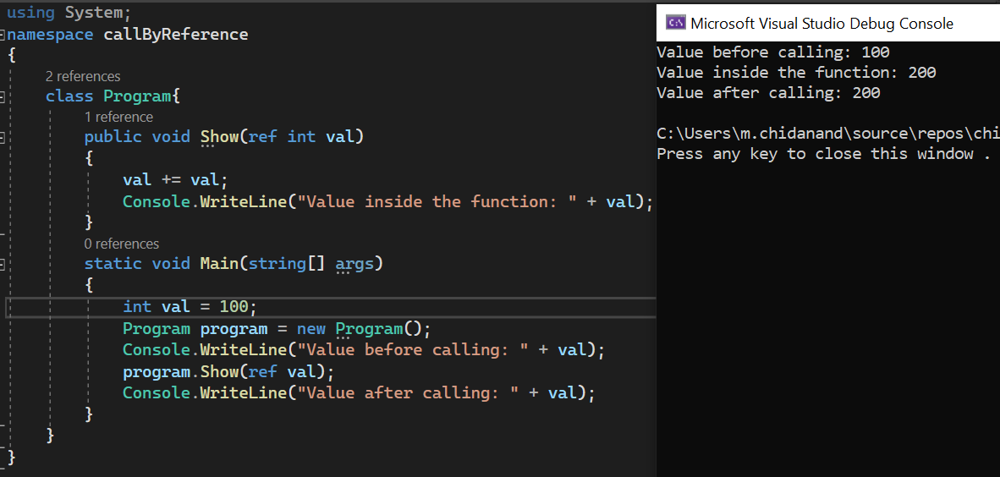 using System;
namespace callByReference
{
2 references
class Program{
1 reference
public void Show(ref int val)
{
val += val;
Console.WriteLine("Value inside the function: " + val);
}
0 references
static void Main(string[] args)
{
int val = 100;
Program program = new Program();
Console.WriteLine("Value before calling: " + val);
program.Show(ref val);
Console.WriteLine("Value after calling: " + val);
}
}
}
Microsoft Visual Studio Debug Console
Value before calling: 100
Value inside the function: 200
Value after calling: 200
C:\Users\m.chidanand\source\repos\chi
Press any key to close this window .